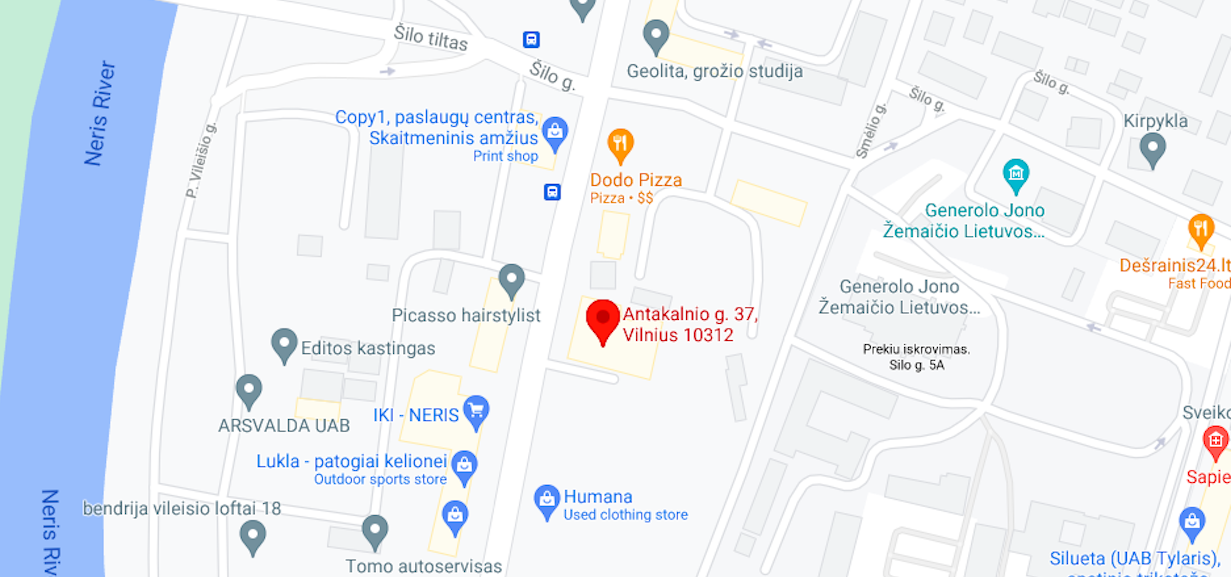 Šilo tiltas
Šilo g.
Geolita, grožio studija
Neris River
P. Vileišio g.
Copy1, paslaugų centras,
Skaitmeninis amžius
Print shop
Dodo Pizza
Pizza • $$
Smėlio g.
Šilo g.
Šilo g.
Kirpykla
Generolo Jono
Žemaičio Lietuvos...
Dešrainis24.lt
Fast Food
Generolo Jono
Žemaičio Lietuvos...
Picasso hairstylist
Antakalnio g. 37,
Vilnius 10312
Editos kastingas
Prekiu iskrovimas.
Silo g. 5A
ARSVALDA UAB
IKI - NERIS
Lukla - patogiai kelionei
Outdoor sports store
Humana
Used clothing store
Sveiko
Sapie
Neris Riv
bendrija vileisio loftai 18
Tomo autoservisas
Silueta (UAB Tylaris),